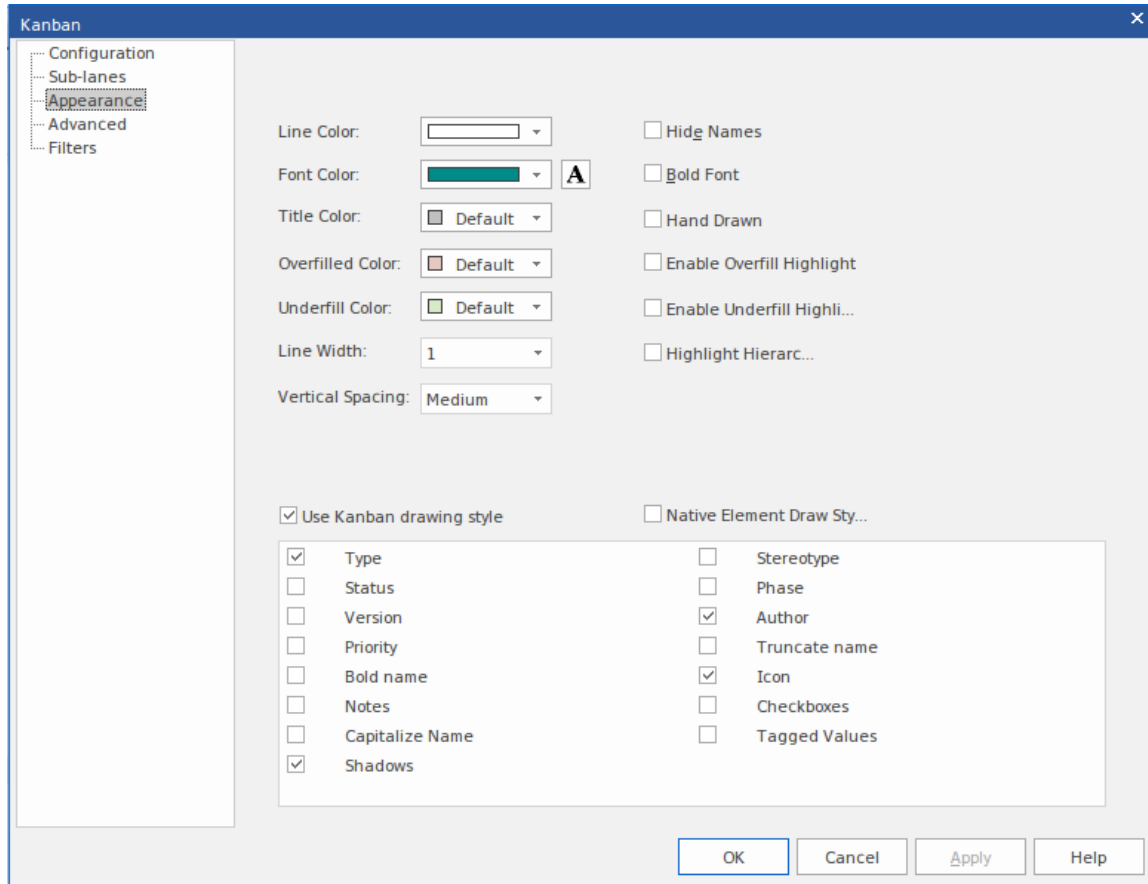 Kanban
Configuration
Sub-lanes
Appearance
Advanced
Filters
Line Color:
Hide Names
Font Color:
A
Bold Font
Title Color:
Default
Hand Drawn
Overfilled Color:
Default
Enable Overfill Highlight
Underfill Color:
Default
Enable Underfill Highli...
Line Width:
1
Highlight Hierarc...
Vertical Spacing:
Medium
Use Kanban drawing style
Native Element Draw Sty...
Type
Stereotype
Status
Phase
Version
Author
Priority
Truncate name
Bold name
Icon
Notes
Checkboxes
Capitalize Name
Tagged Values
Shadows
OK
Cancel
Apply
Help